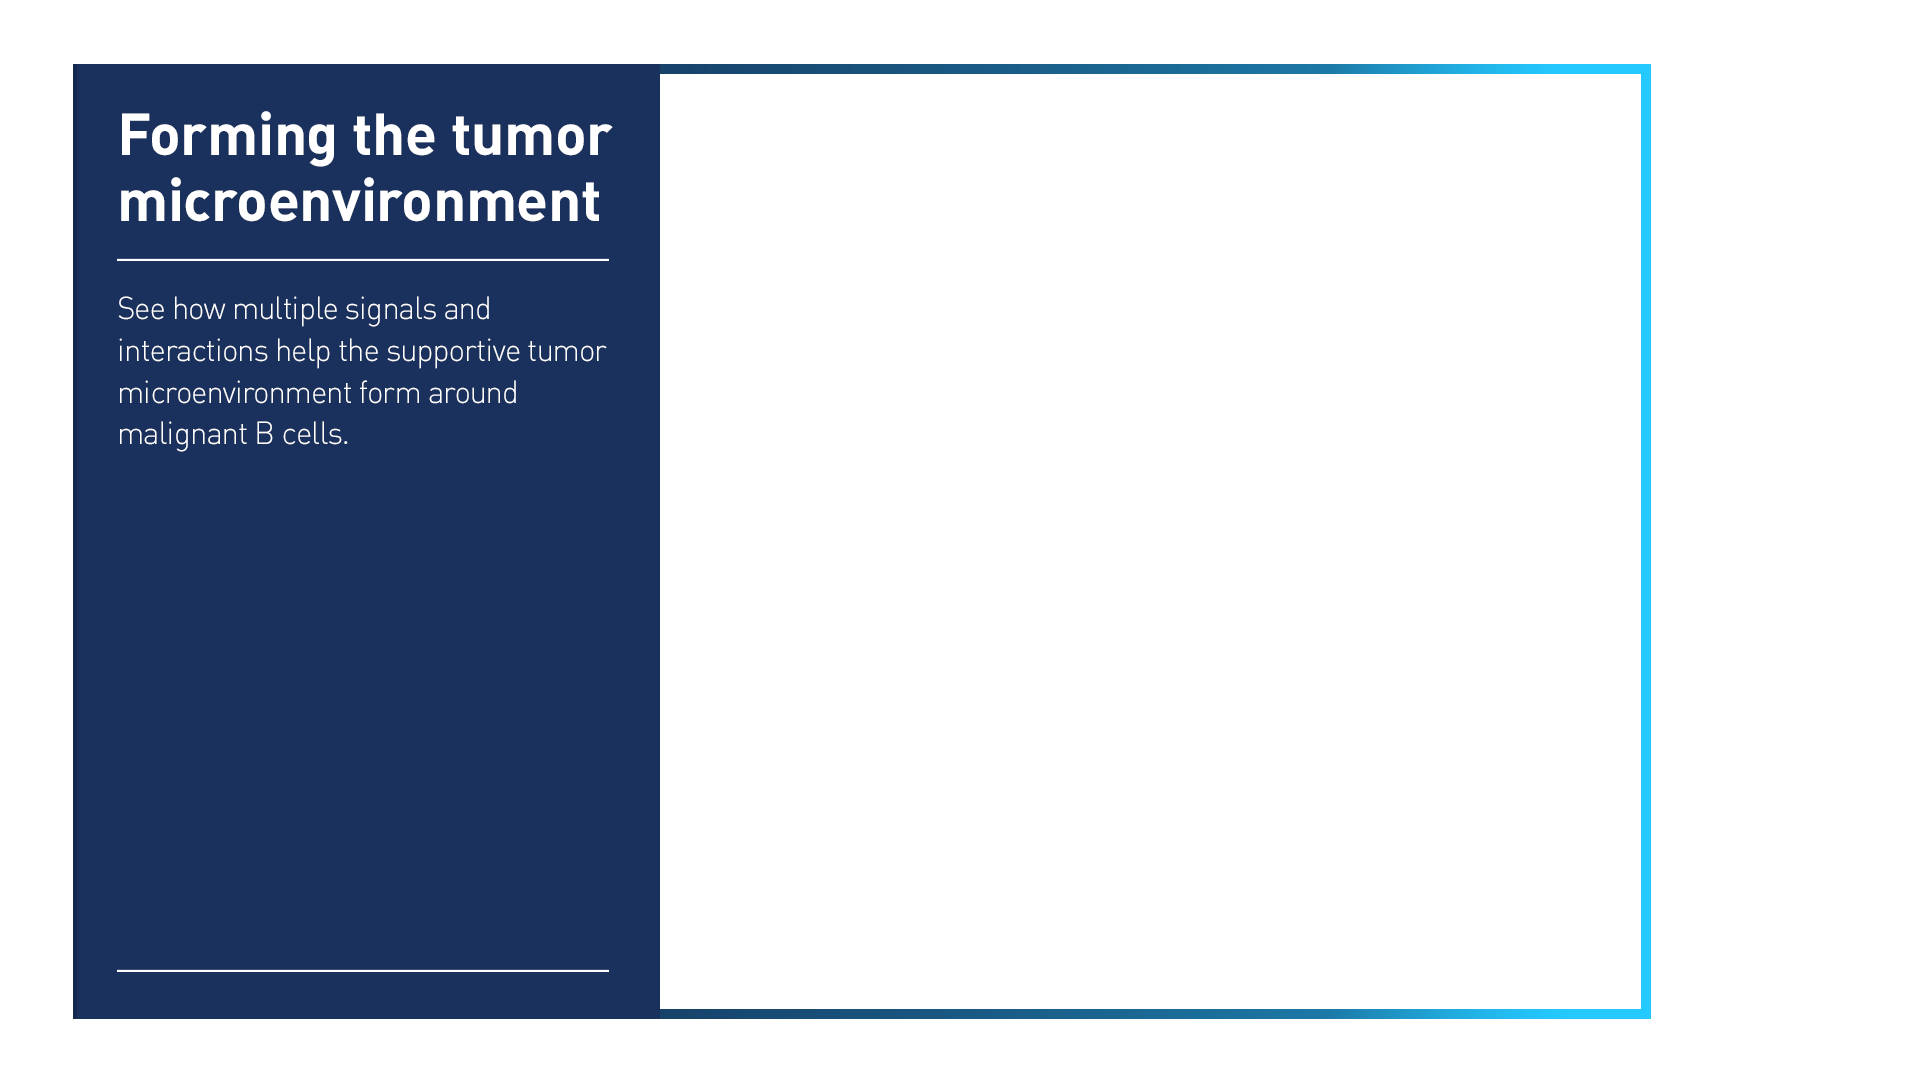 Forming the tumor
microenvironment
See how multiple signals and
interactions help the supportive tumor
microenvironment form around
malignant B cells.